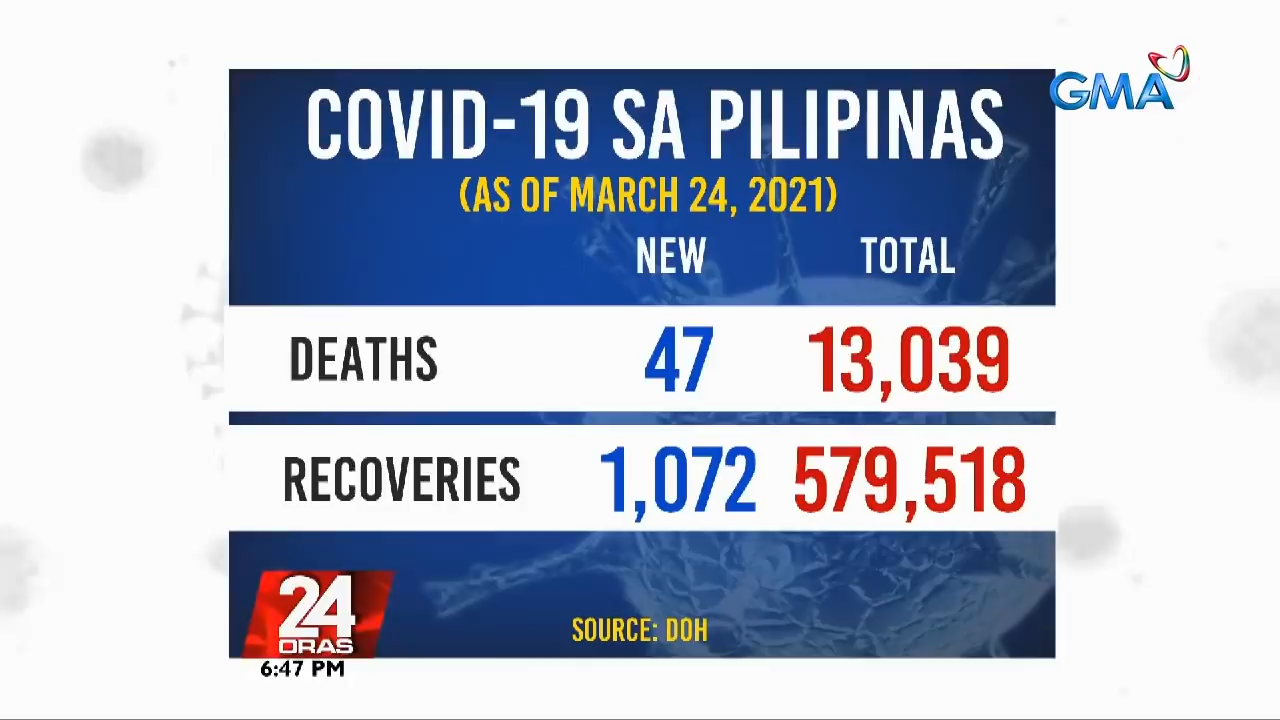 GMA
COVID-19 SA PILIPINAS
(AS OF MARCH 24, 2021)
NEW TOTAL
DEATHS 47 13,039
RECOVERIES 1,072 579,518
24
ORAS
SOURCE: DOH
6:47 PM